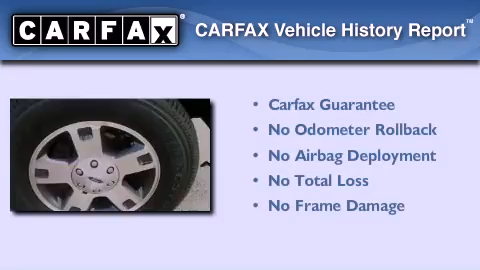 CARFAX® CARFAX Vehicle History Report™
• Carfax Guarantee
• No Odometer Rollback
• No Airbag Deployment
• No Total Loss
• No Frame Damage